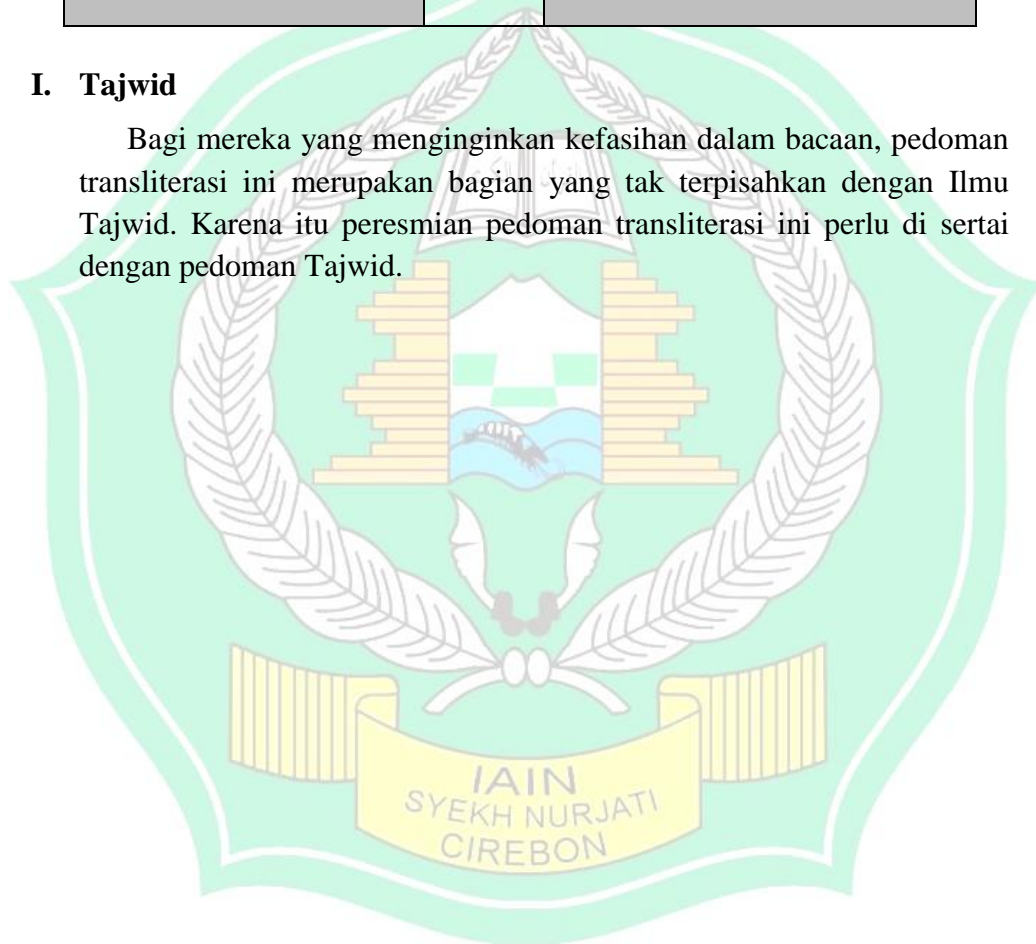 I. Tajwid
Bagi mereka yang menginginkan kefasihan dalam bacaan, pedoman
transliterasi ini merupakan bagian yang tak terpisahkan dengan Ilmu
Tajwid. Karena itu peresmian pedoman transliterasi ini perlu di sertai
dengan pedoman Tajwid.
IAIN
SYEKH NURJATI
CIREBON